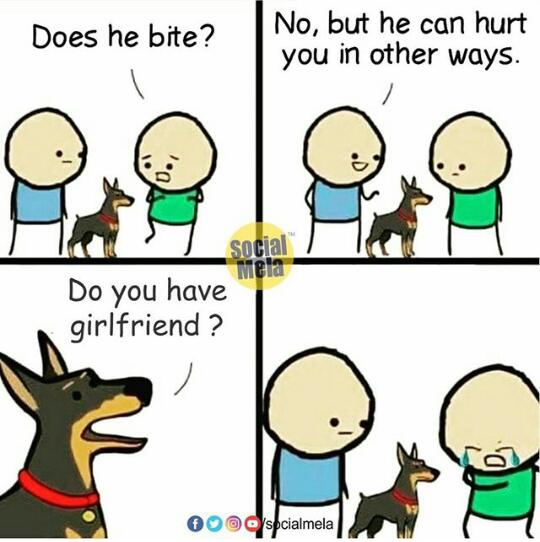 Does he bite?
No, but he can hurt
you in other ways.
Social
Mela
TM
Do you have
girlfriend ?
/socialmela